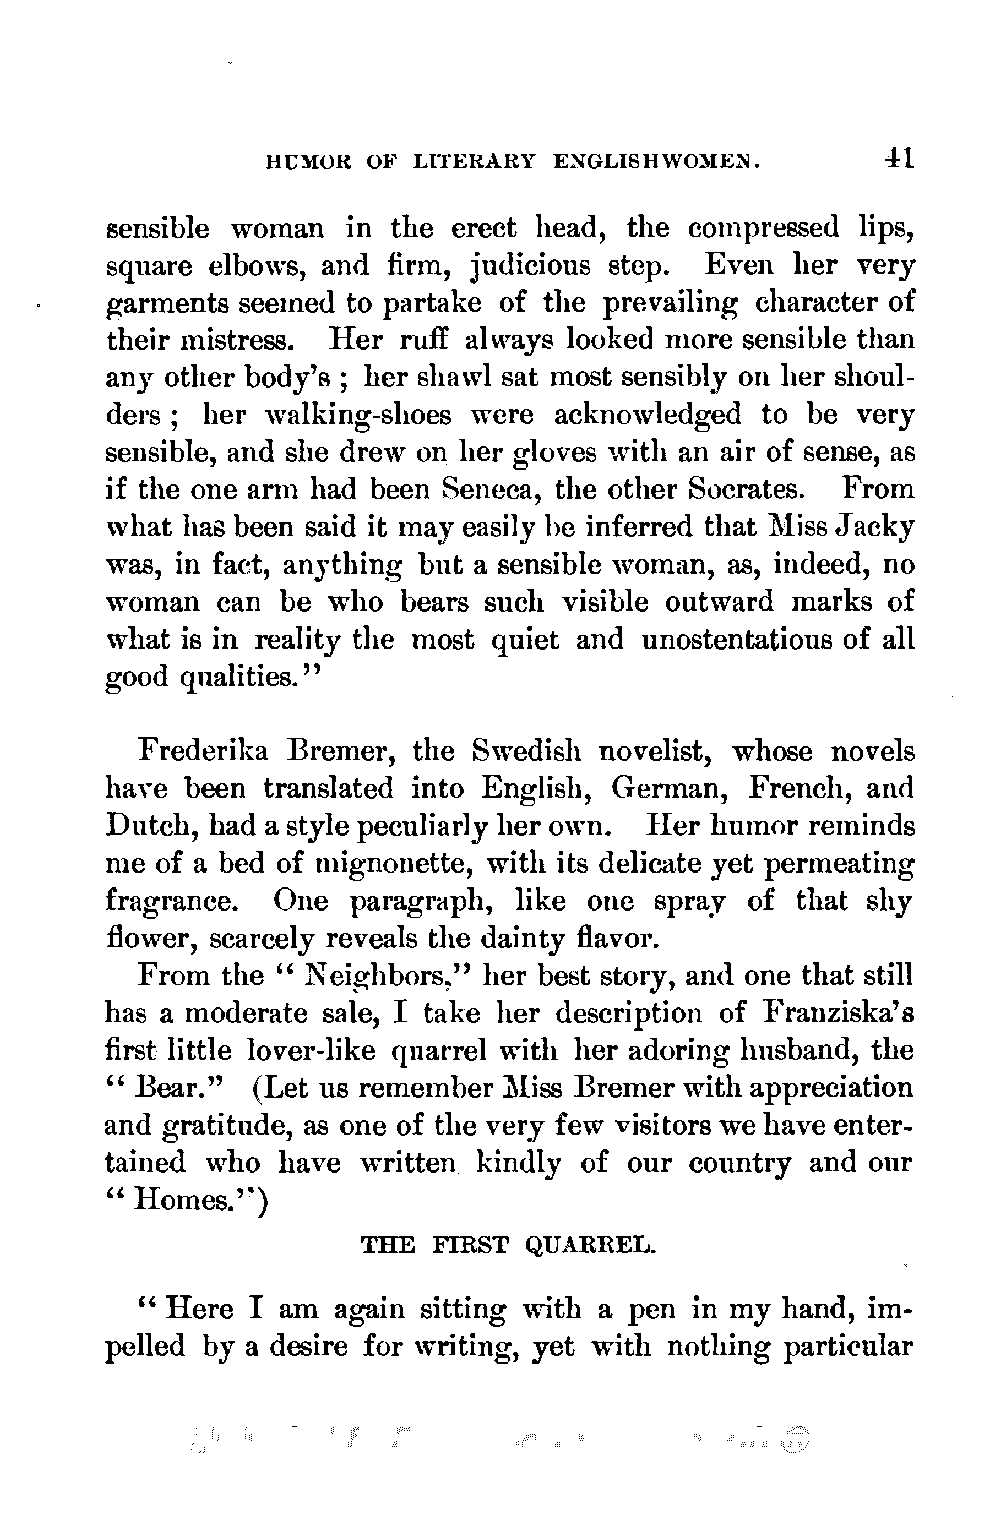 HUMOR OF LITERARY ENGLISHWOMEN. 41
sensible woman in the erect head, the compressed lips,
square elbows, and firm, judicious step. Even her very
garments seemed to partake of the prevailing character of
their mistress. Her ruff always looked more sensible than
any other body's ; her shawl sat most sensibly on her shoul-
ders ; her walking-shoes were acknowledged to be very
sensible, and she drew on her gloves with an air of sense, as
if the one arm had been Seneca, the other Socrates. From
what has been said it may easily be inferred that Miss Jacky
was, in fact, anything but a sensible woman, as, indeed, no
woman can be who bears such visible outward marks of
what is in reality the most quiet and unostentatious of all
good qualities."
Frederika Bremer, the Swedish novelist, whose novels
have been translated into English, German, French, and
Dutch, had a style peculiarly her own. Her humor reminds
me of a bed of mignonette, with its delicate yet permeating
fragrance. One paragraph, like one spray of that shy
flower, scarcely reveals the dainty flavor.
From the " Neighbors," her best story, and one that still
has a moderate sale, I take her description of Franziska's
first little lover-like quarrel with her adoring husband, the
" Bear." (Let us remember Miss Bremer with appreciation
and gratitude, as one of the very few visitors we have enter-
tained who have written kindly of our country and our
" Homes.")
THE FIRST QUARREL.
" Here I am again sitting with a pen in my hand, im-
pelled by a desire for writing, yet with nothing particular